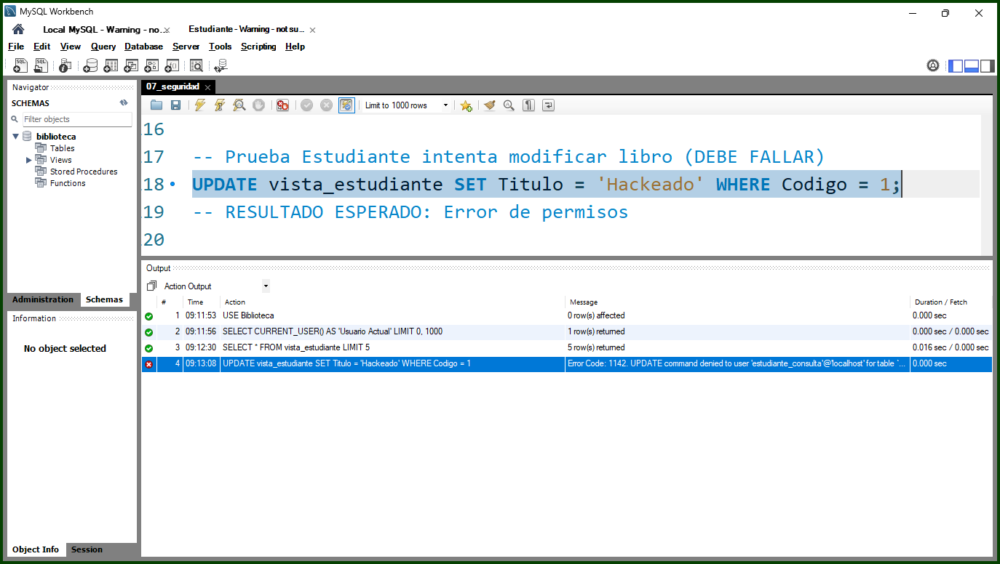 MySQL Workbench
Local MySQL - Warning - no... Estudiante - Warning - not su...
File Edit View Query Database Server Tools Scripting Help
Navigator
SCHEMAS
Filter objects
biblioteca
Tables
Views
Stored Procedures
Functions
Administration Schemas
Information
No object selected
Object Info Session
07_seguridad
Limit to 1000 rows
16
17 -- Prueba Estudiante intenta modificar libro (DEBE FALLAR)
18 UPDATE vista_estudiante SET Titulo = 'Hackeado' WHERE Codigo = 1;
19 -- RESULTADO ESPERADO: Error de permisos
20
Output
Action Output
# Time Action Message Duration / Fetch
1 09:11:53 USE Biblioteca 0 row(s) affected 0.000 sec
2 09:11:56 SELECT CURRENT_USER() AS 'Usuario Actual' LIMIT 0, 1000 1 row(s) returned 0.000 sec / 0.000 sec
3 09:12:30 SELECT * FROM vista_estudiante LIMIT 5 5 row(s) returned 0.016 sec / 0.000 sec
4 09:13:08 UPDATE vista_estudiante SET Titulo = 'Hackeado' WHERE Codigo = 1 Error Code: 1142. UPDATE command denied to user 'estudiante_consulta'@'localhost' for table `... 0.000 sec